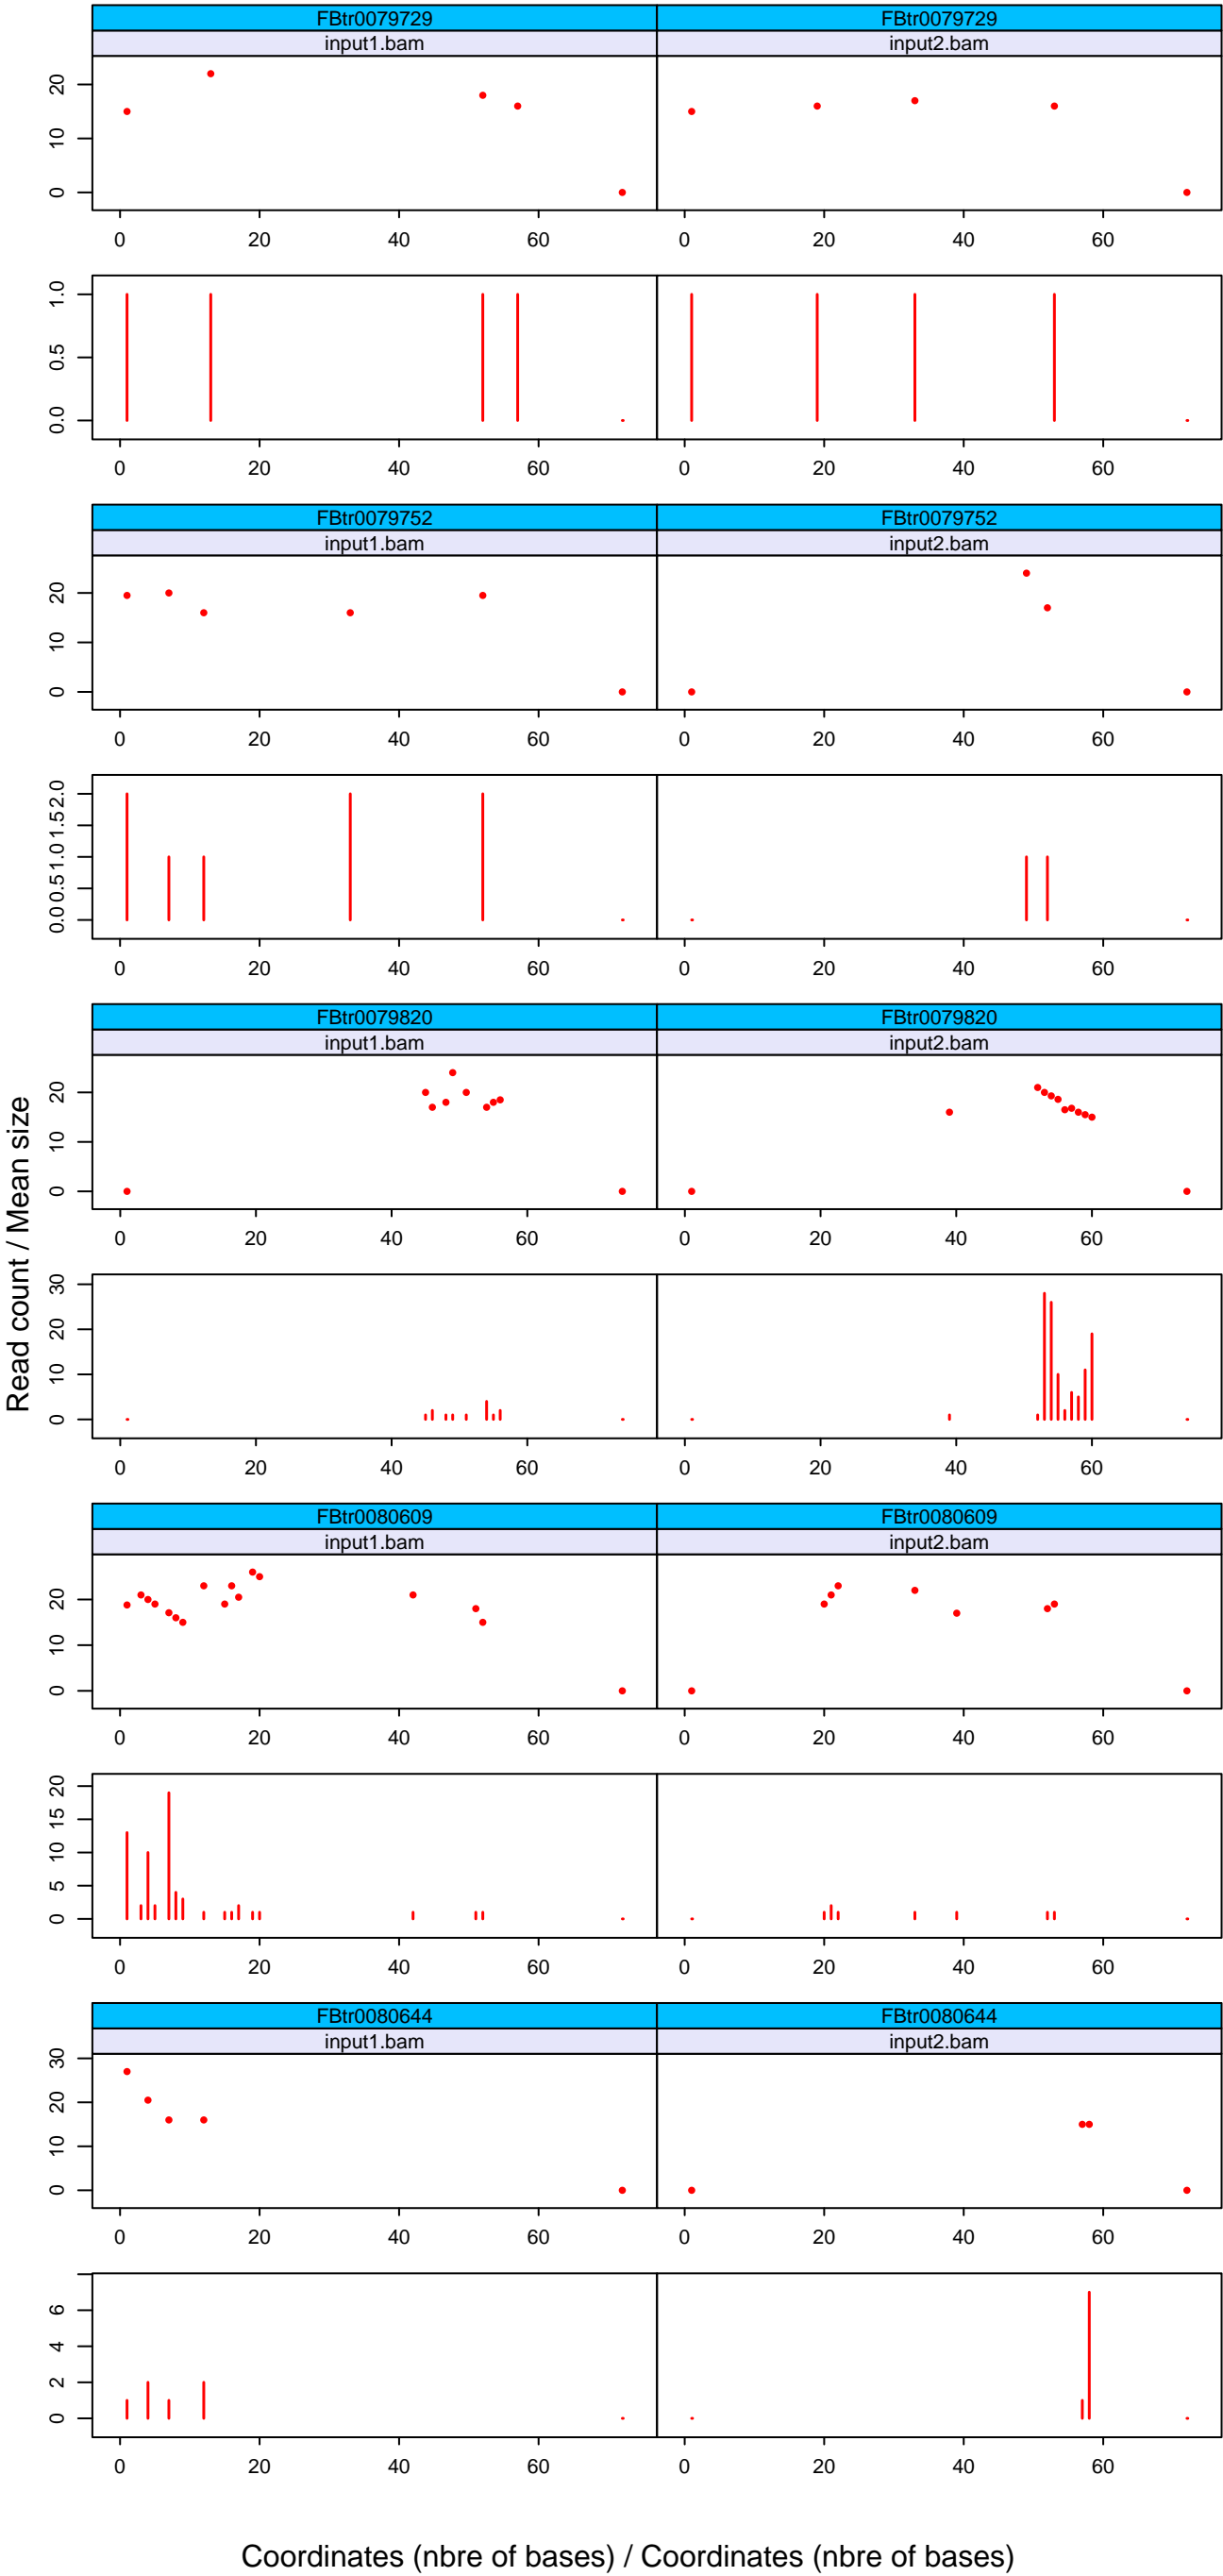 FBtr0079729 FBtr0079729
input1.bam input2.bam
0 10 20
0 20 40 60 0 20 40 60
0.0 0.5 1.0
0 20 40 60 0 20 40 60
FBtr0079752 FBtr0079752
input1.bam input2.bam
0 10 20
0 20 40 60 0 20 40 60
0.0 0.5 1.0 1.5 2.0
0 20 40 60 0 20 40 60
FBtr0079820 FBtr0079820
input1.bam input2.bam
0 10 20
0 20 40 60 0 20 40 60
Read count / Mean size
0 10 20 30
0 20 40 60 0 20 40 60
FBtr0080609 FBtr0080609
input1.bam input2.bam
0 10 20
0 20 40 60 0 20 40 60
0 5 10 15 20
0 20 40 60 0 20 40 60
FBtr0080644 FBtr0080644
input1.bam input2.bam
0 10 20 30
0 20 40 60 0 20 40 60
0 2 4 6
0 20 40 60 0 20 40 60
Coordinates (nbre of bases) / Coordinates (nbre of bases)